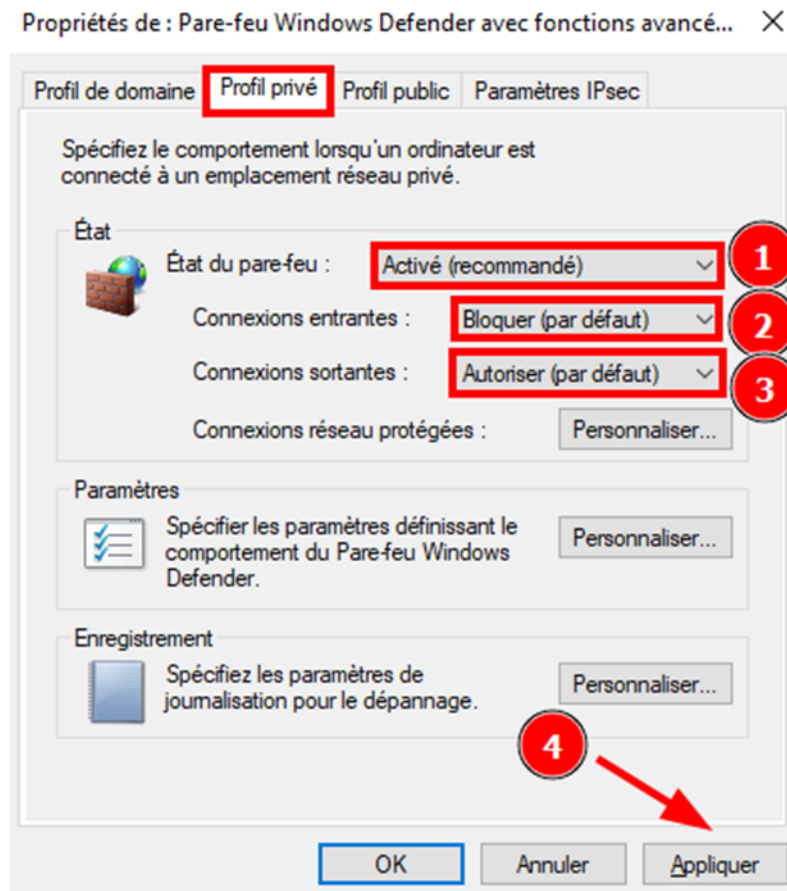 Propriétés de : Pare-feu Windows Defender avec fonctions avancé...
Profil de domaine Profil privé Profil public Paramètres IPsec
Spécifiez le comportement lorsqu'un ordinateur est
connecté à un emplacement réseau privé.
État
État du pare-feu : Activé (recommandé) 1
Connexions entrantes : Bloquer (par défaut) 2
Connexions sortantes : Autoriser (par défaut) 3
Connexions réseau protégées : Personnaliser...
Paramètres
Spécifier les paramètres définissant le
comportement du Pare-feu Windows
Defender.
Personnaliser...
Enregistrement
Spécifiez les paramètres de
journalisation pour le dépannage.
Personnaliser...
4
OK Annuler Appliquer